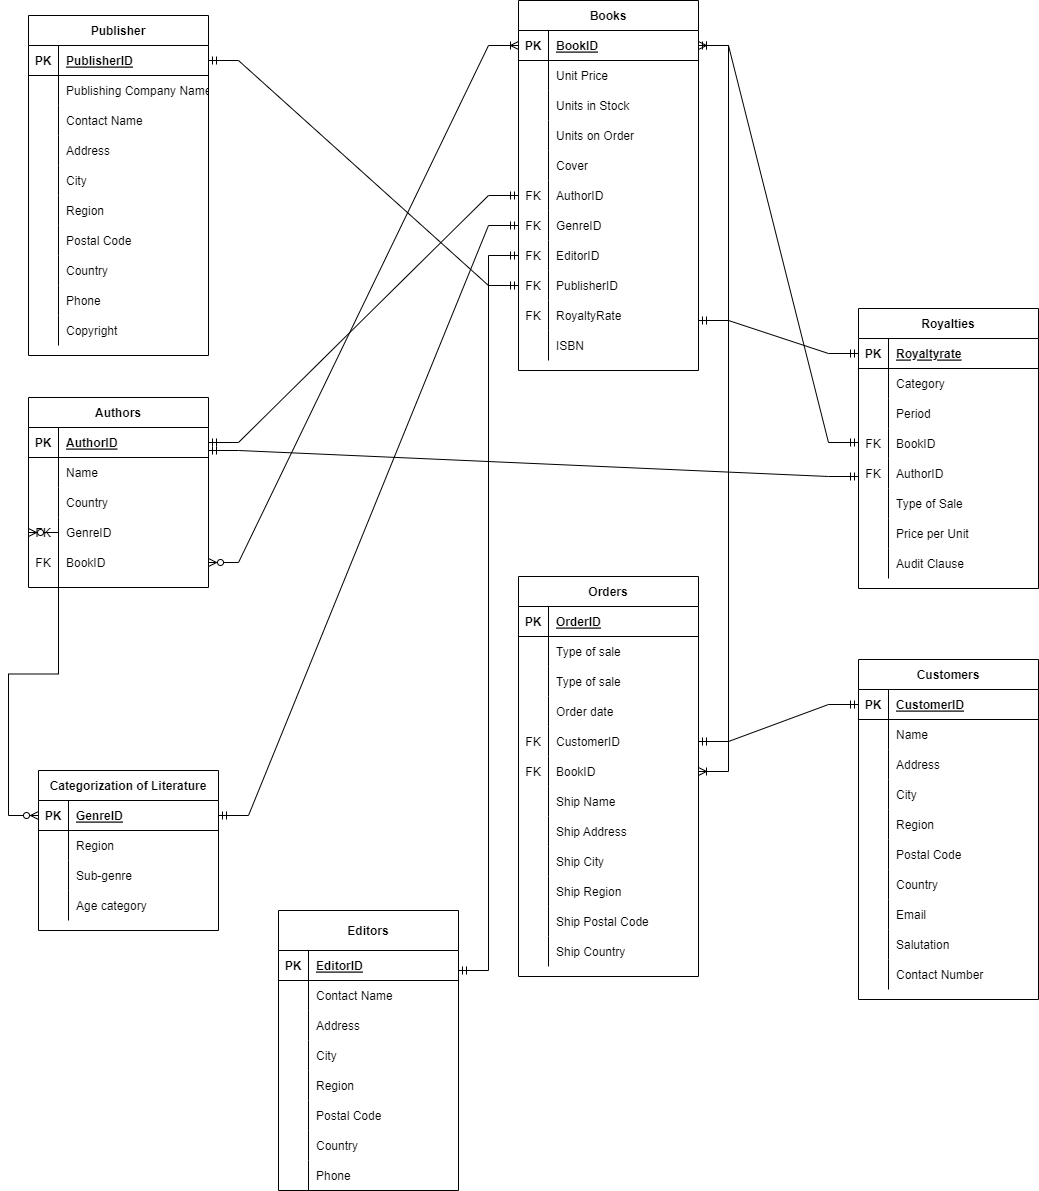 Publisher
PK PublisherID
Publishing Company Name
Contact Name
Address
City
Region
Postal Code
Country
Phone
Copyright
Books
PK BookID
Unit Price
Units in Stock
Units on Order
Cover
FK AuthorID
FK GenreID
FK EditorID
FK PublisherID
FK RoyaltyRate
ISBN
Royalties
PK Royaltyrate
Category
Period
FK BookID
FK AuthorID
Type of Sale
Price per Unit
Audit Clause
Authors
PK AuthorID
Name
Country
FK GenreID
FK BookID
Orders
PK OrderID
Type of sale
Type of sale
Order date
FK CustomerID
FK BookID
Ship Name
Ship Address
Ship City
Ship Region
Ship Postal Code
Ship Country
Customers
PK CustomerID
Name
Address
City
Region
Postal Code
Country
Email
Salutation
Contact Number
Categorization of Literature
PK GenreID
Region
Sub-genre
Age category
Editors
PK EditorID
Contact Name
Address
City
Region
Postal Code
Country
Phone